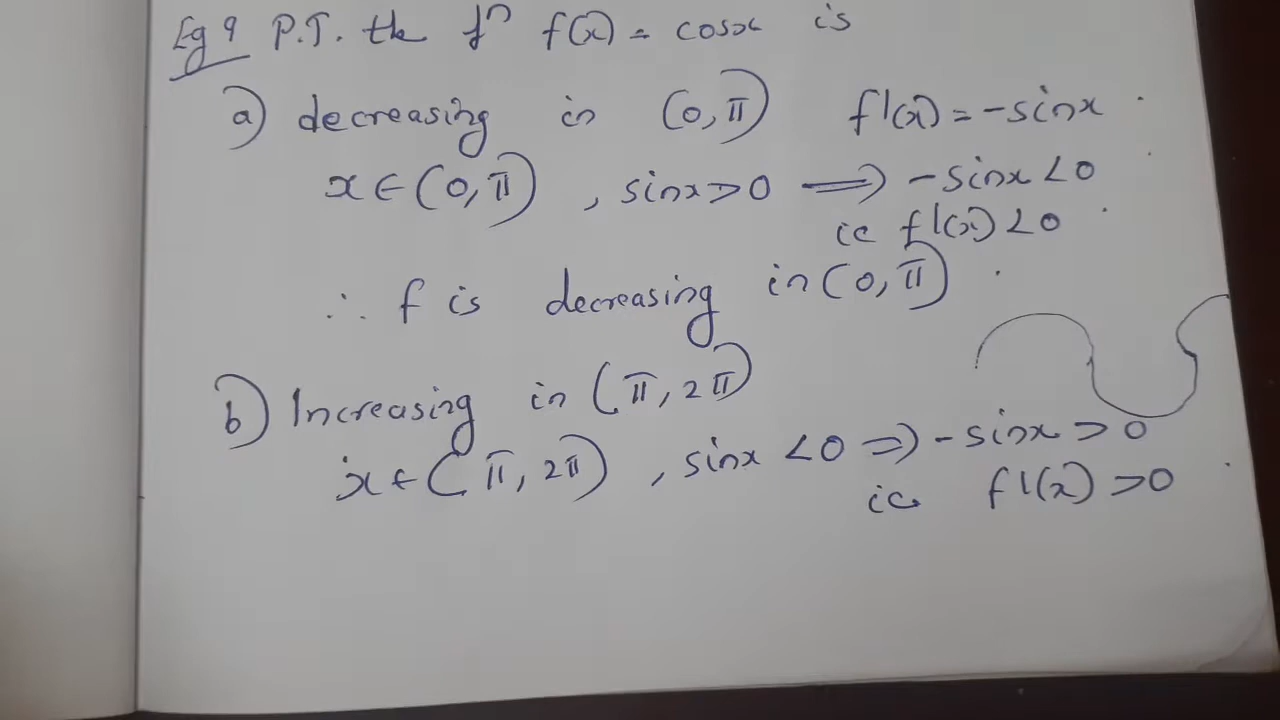 Eg 9 P.T. the fⁿ f(x) = cosx is
a) decreasing in (0, π) f'(x) = -sinx
x ∈ (0, π) , sinx > 0 ⟹ -sinx < 0
ie f'(x) < 0
∴ f is decreasing in (0, π)
b) Increasing in (π, 2π)
x ∈ (π, 2π) , sinx < 0 ⟹ -sinx > 0
ie f'(x) > 0